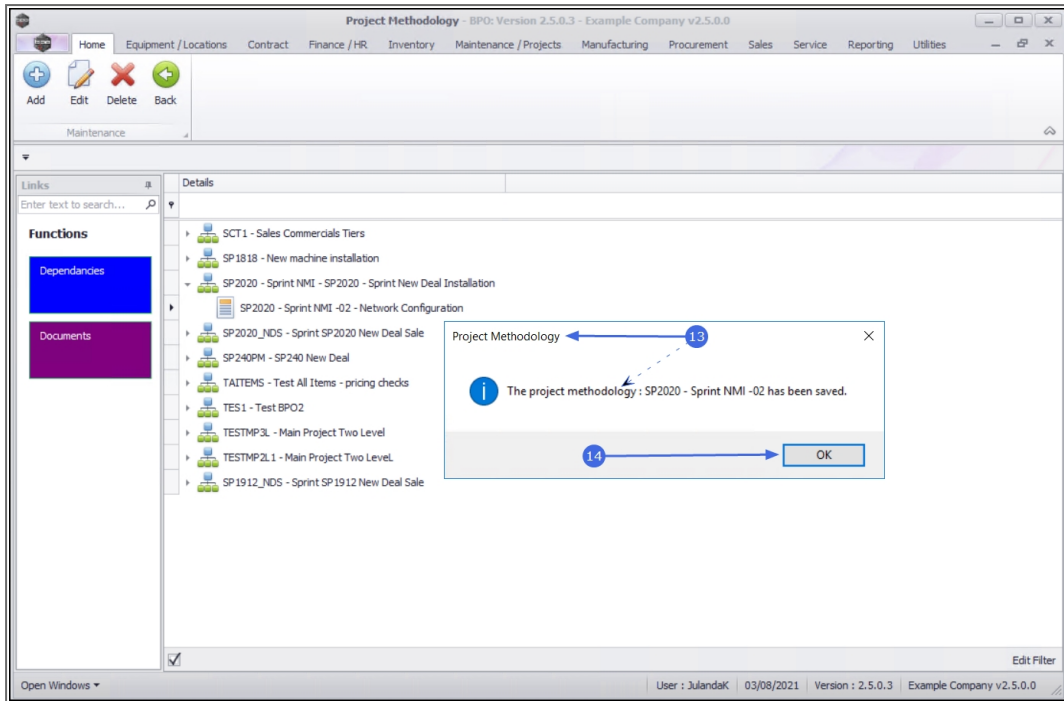 Project Methodology - BPO: Version 2.5.0.3 - Example Company v2.5.0.0
Home Equipment / Locations Contract Finance / HR Inventory Maintenance / Projects Manufacturing Procurement Sales Service Reporting Utilities
Add Edit Delete Back
Maintenance
Links
Enter text to search...
Functions
Dependancies
Documents
Details
SCT1 - Sales Commercials Tiers
SP1818 - New machine installation
SP2020 - Sprint NMI - SP2020 - Sprint New Deal Installation
SP2020 - Sprint NMI -02 - Network Configuration
SP2020_NDS - Sprint SP2020 New Deal Sale
SP240PM - SP240 New Deal
TAITEMS - Test All Items - pricing checks
TES1 - Test BPO2
TESTMP3L - Main Project Two Level
TESTMP2L1 - Main Project Two LeveL
SP1912_NDS - Sprint SP1912 New Deal Sale
Project Methodology
13
The project methodology : SP2020 - Sprint NMI -02 has been saved.
14
OK
Edit Filter
Open Windows
User : JulandaK 03/08/2021 Version : 2.5.0.3 Example Company v2.5.0.0